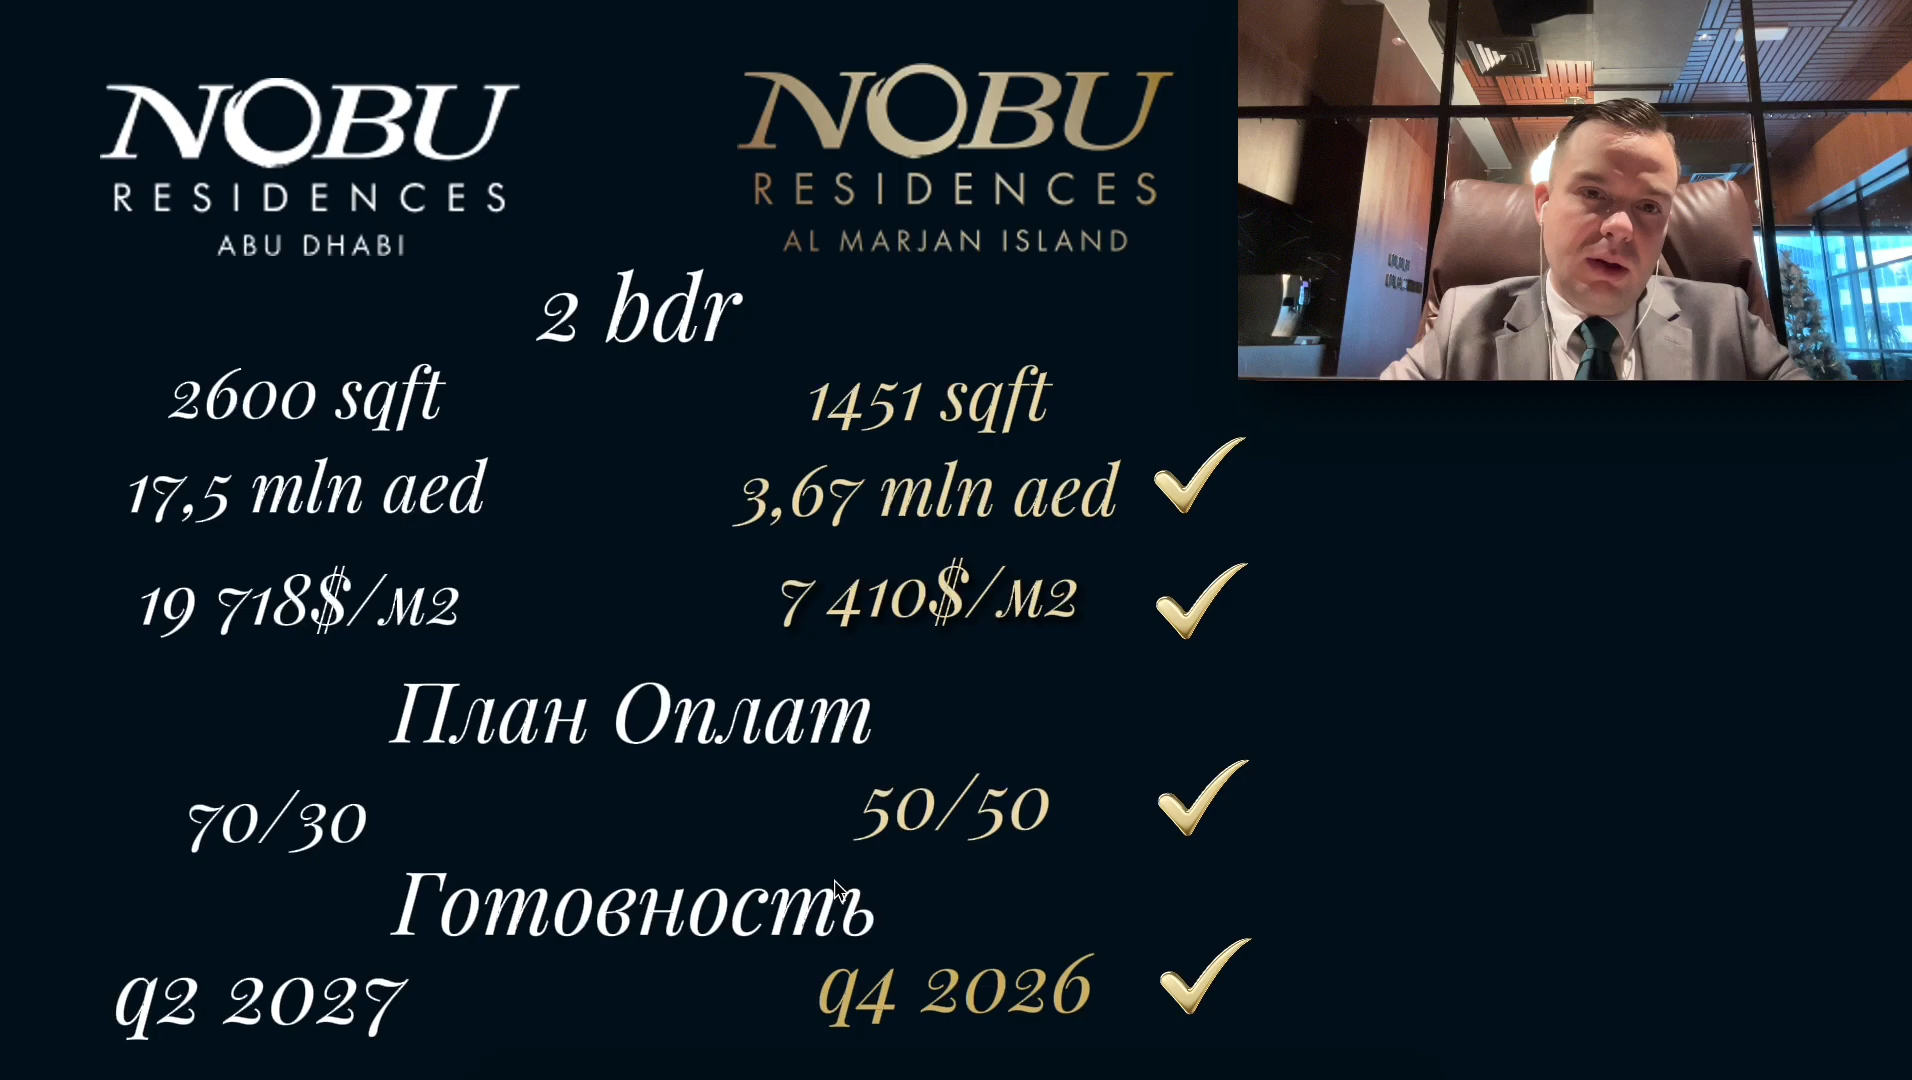 NOBU
RESIDENCES
ABU DHABI
NOBU
RESIDENCES
AL MARJAN ISLAND
2 bdr
2600 sqft
1451 sqft
17,5 mln aed
3,67 mln aed
19 718$/м2
7 410$/м2
План Оплат
70/30
50/50
Готовность
q2 2027
q4 2026